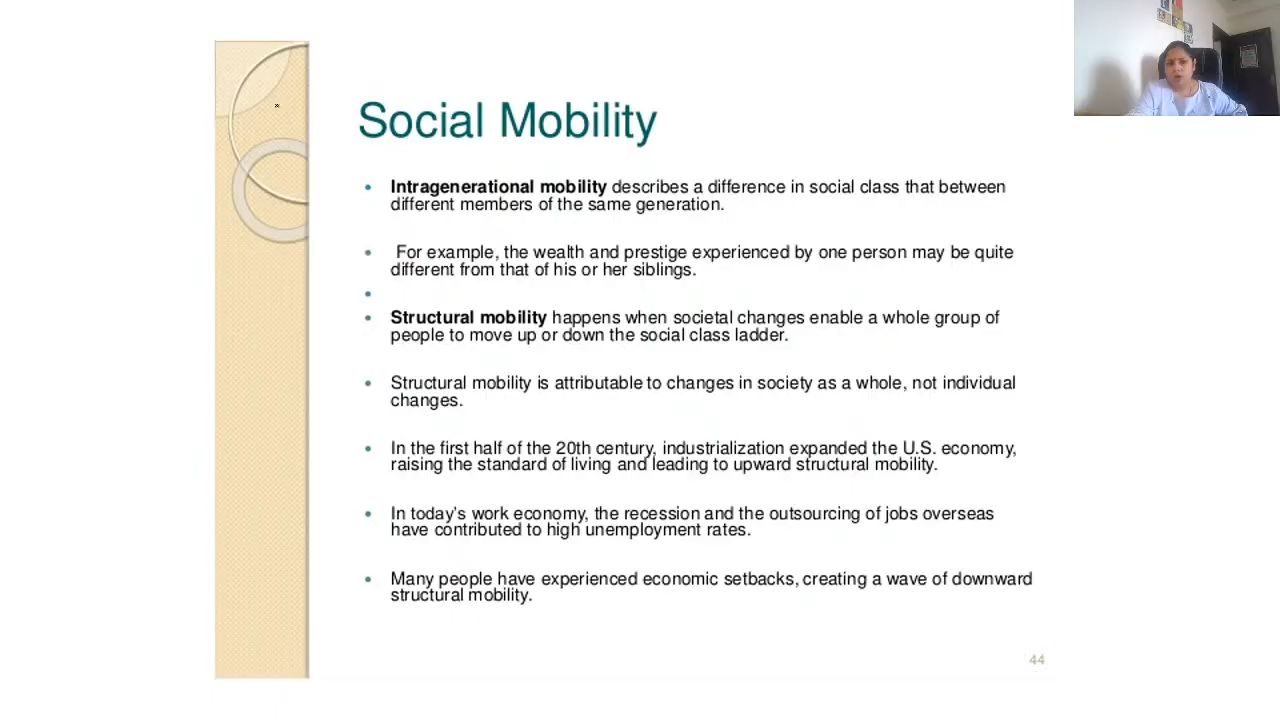 Social Mobility
• Intragenerational mobility describes a difference in social class that between
different members of the same generation.
• For example, the wealth and prestige experienced by one person may be quite
different from that of his or her siblings.
•
• Structural mobility happens when societal changes enable a whole group of
people to move up or down the social class ladder.
• Structural mobility is attributable to changes in society as a whole, not individual
changes.
• In the first half of the 20th century, industrialization expanded the U.S. economy,
raising the standard of living and leading to upward structural mobility.
• In today's work economy, the recession and the outsourcing of jobs overseas
have contributed to high unemployment rates.
• Many people have experienced economic setbacks, creating a wave of downward
structural mobility.
44